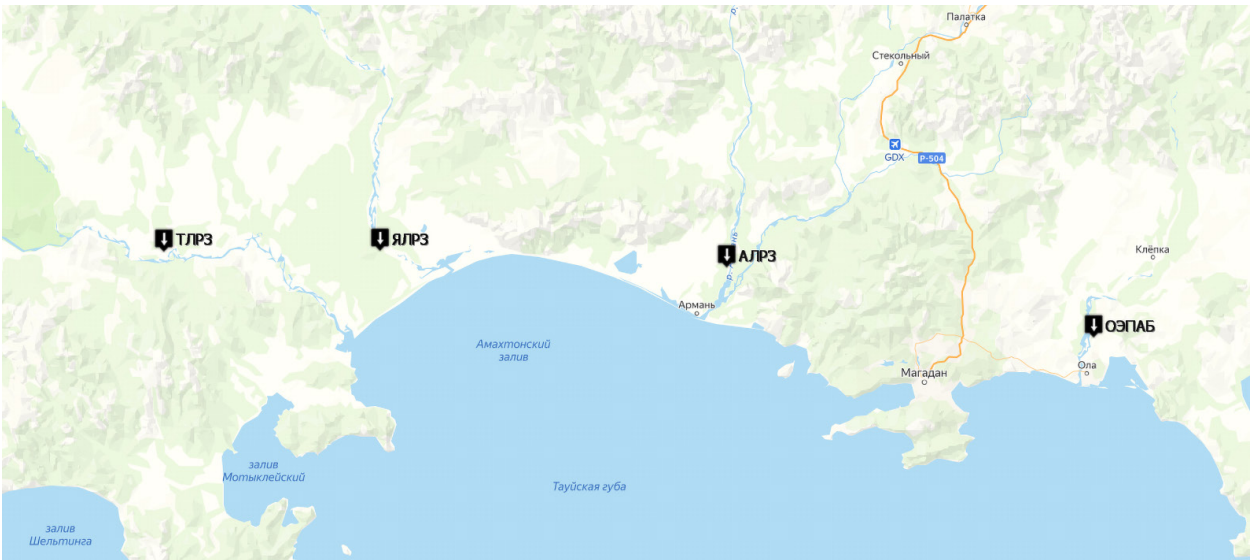 Палатка
Стекольный
GDX
Р-504
ТЛРЗ
ЯЛРЗ
Клёпка
АЛРЗ
Армань
ОЭПАБ
Амахтонский
залив
Ола
Магадан
залив
Мотыклейский
Тауйская губа
залив
Шельтинга